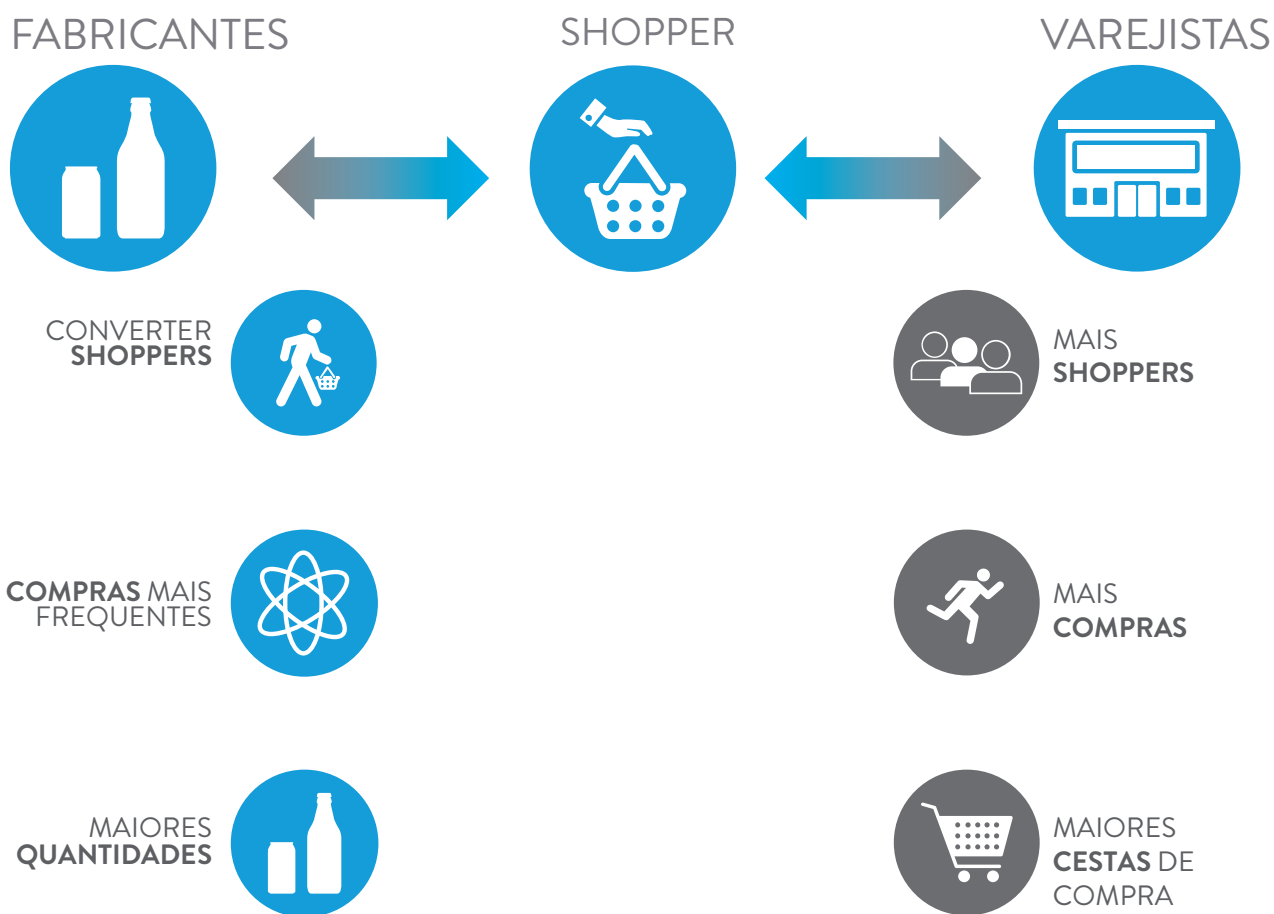 FABRICANTES
SHOPPER
VAREJISTAS
CONVERTER
SHOPPERS
MAIS
SHOPPERS
COMPRAS MAIS
FREQUENTES
MAIS
COMPRAS
MAIORES
QUANTIDADES
MAIORES
CESTAS DE
COMPRA